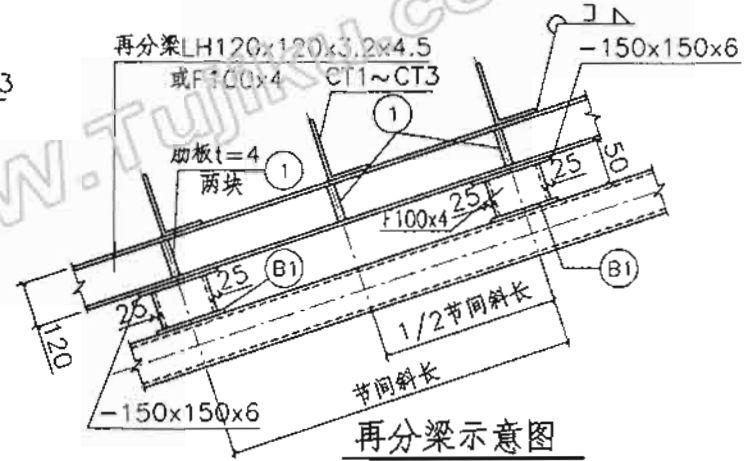 再分梁LH120x120x3.2x4.5
或F100x4
CT1~CT3
-150x150x6
3
1
肋板t=4
两块
1
25
50
25
F100x4
25
B1
25
B1
120
1/2节间斜长
节间斜长
-150x150x6
再分梁示意图